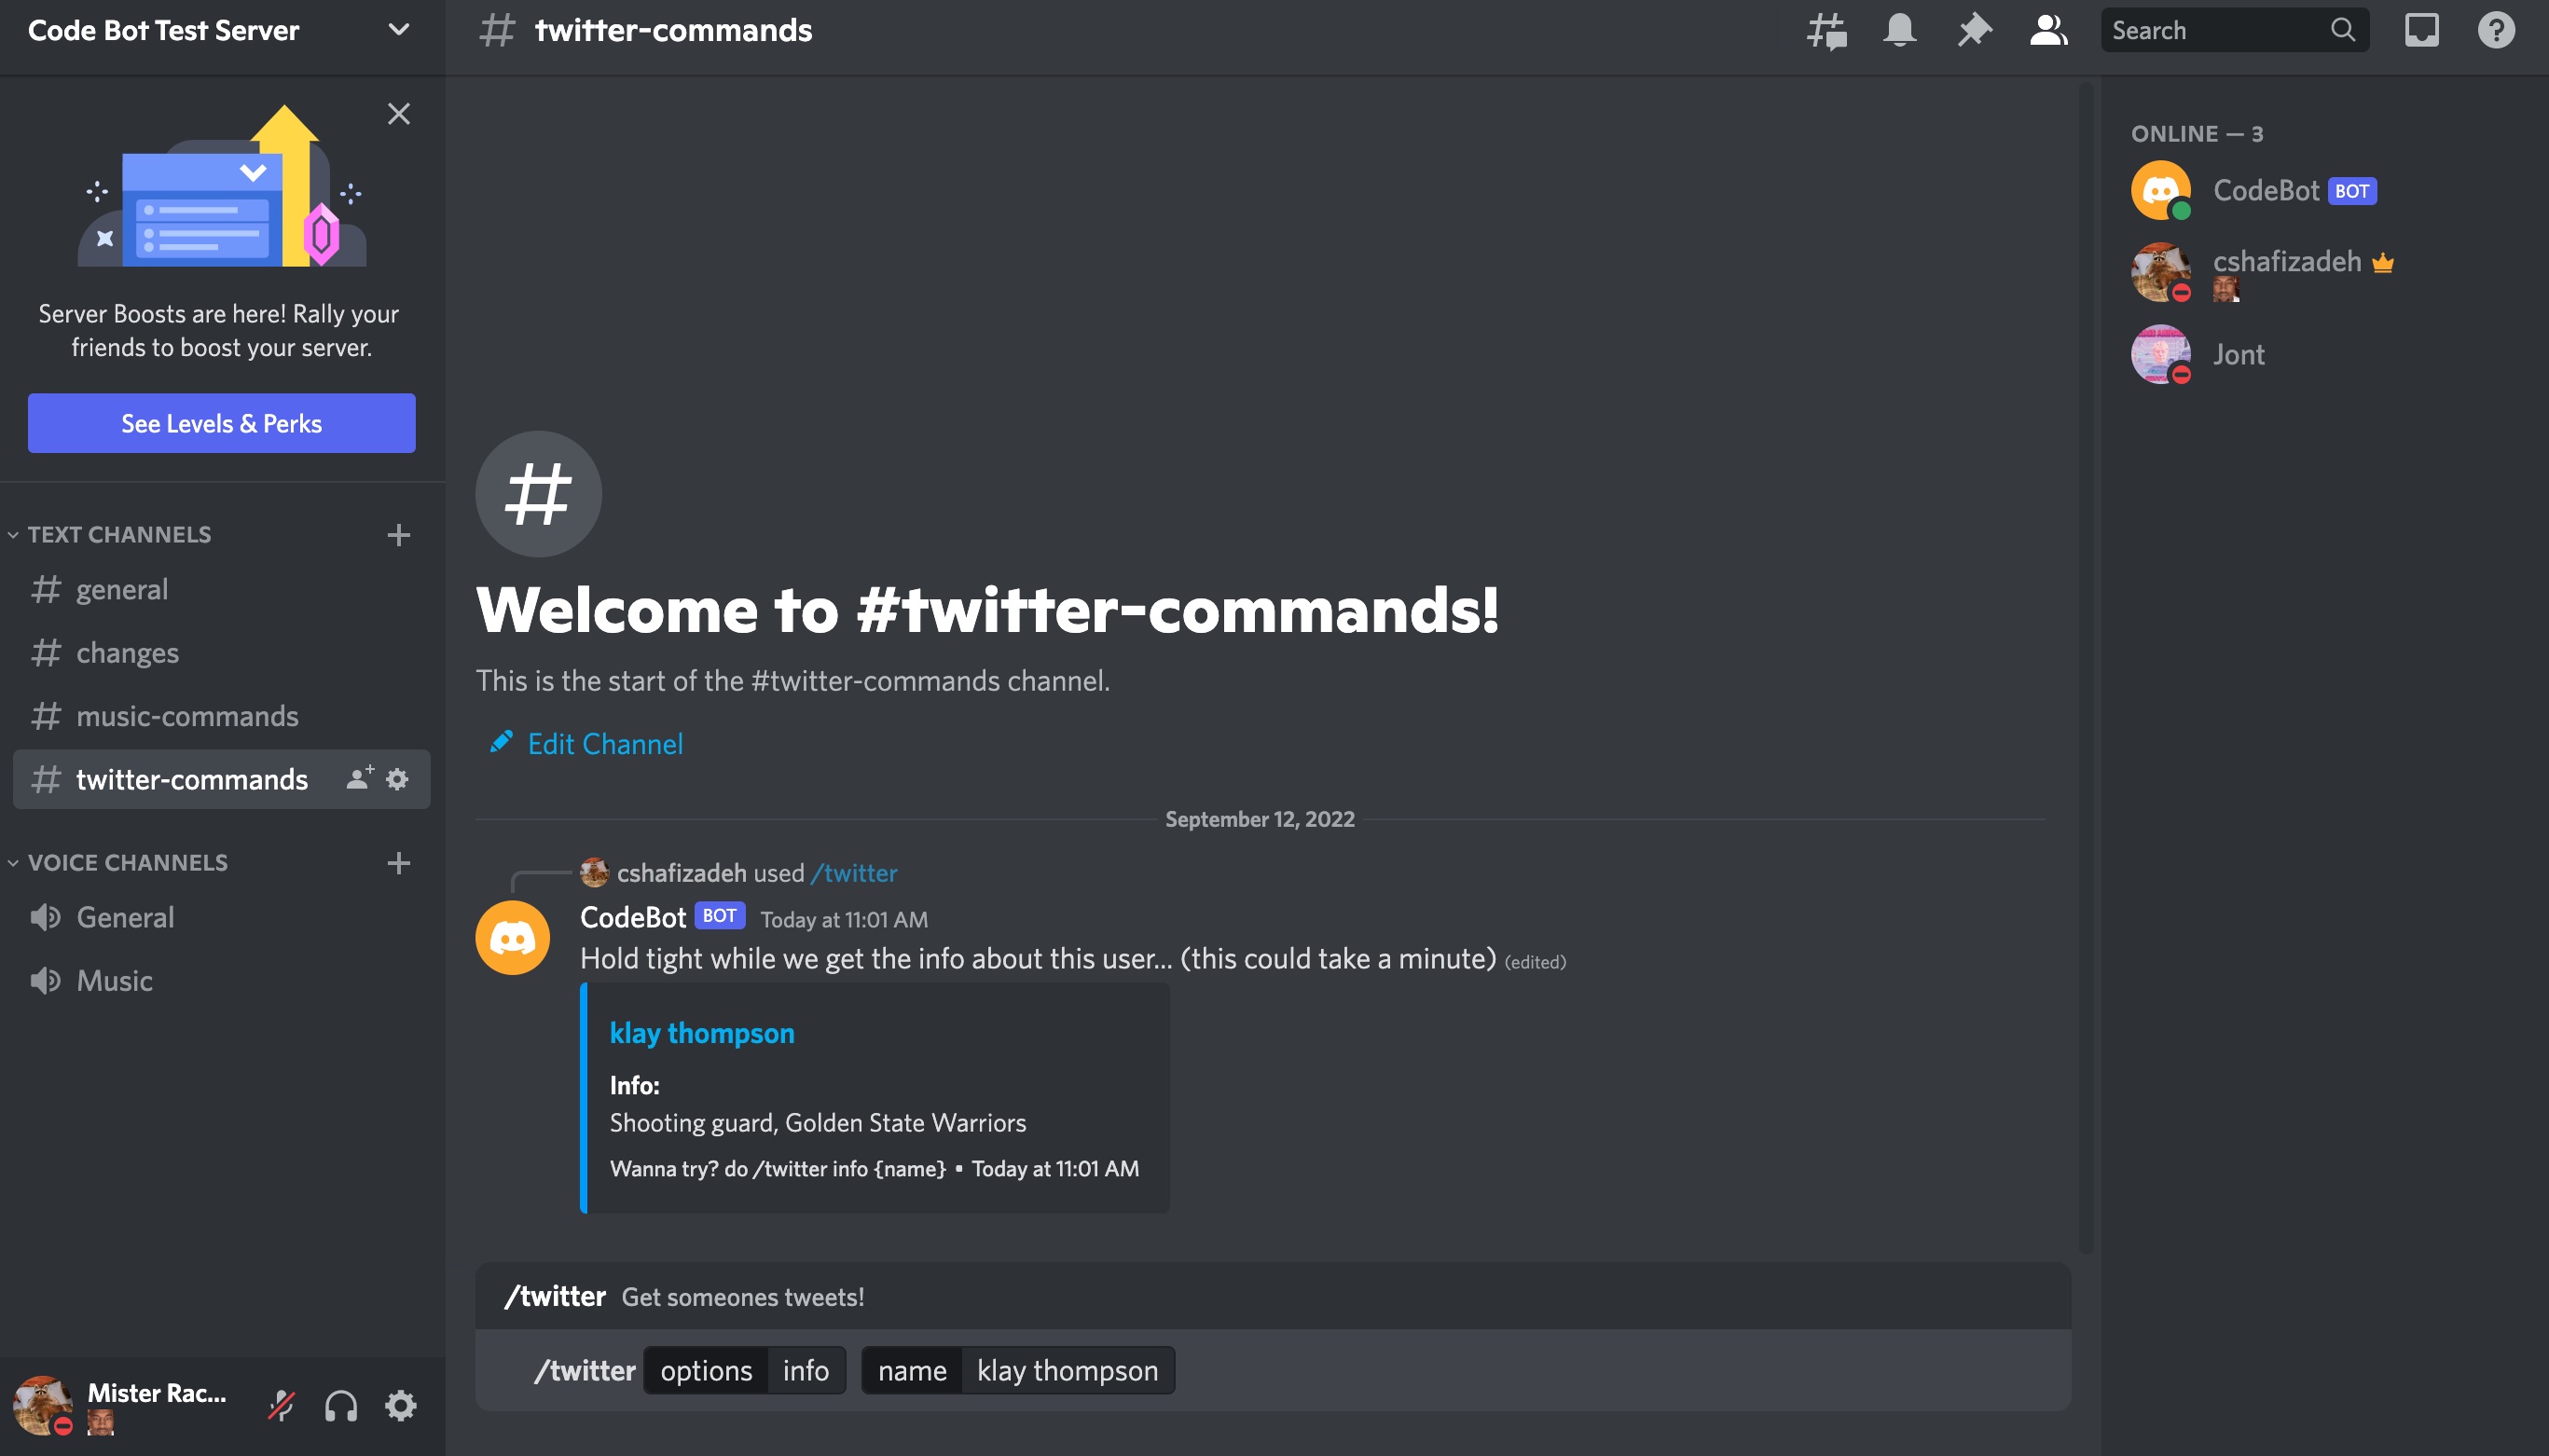 Code Bot Test Server
Server Boosts are here! Rally your
friends to boost your server.
See Levels & Perks
TEXT CHANNELS
general
changes
music-commands
twitter-commands
VOICE CHANNELS
General
Music
Mister Rac...
# twitter-commands
Search
#
Welcome to #twitter-commands!
This is the start of the #twitter-commands channel.
Edit Channel
September 12, 2022
cshafizadeh used /twitter
CodeBot BOT Today at 11:01 AM
Hold tight while we get the info about this user... (this could take a minute) (edited)
klay thompson
Info:
Shooting guard, Golden State Warriors
Wanna try? do /twitter info {name} • Today at 11:01 AM
/twitter Get someones tweets!
/twitter options info name klay thompson
ONLINE — 3
CodeBot BOT
cshafizadeh
Jont